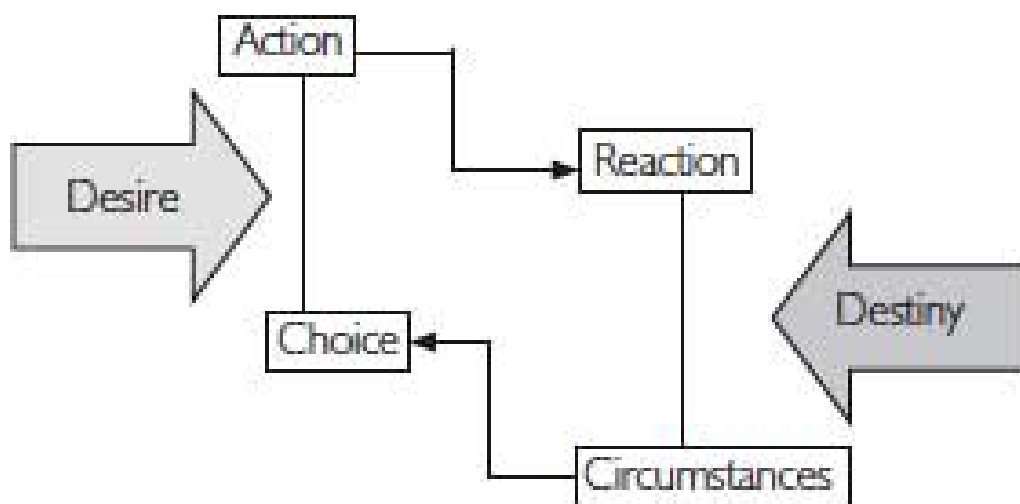 Action
Reaction
Desire
Destiny
Choice
Circumstances